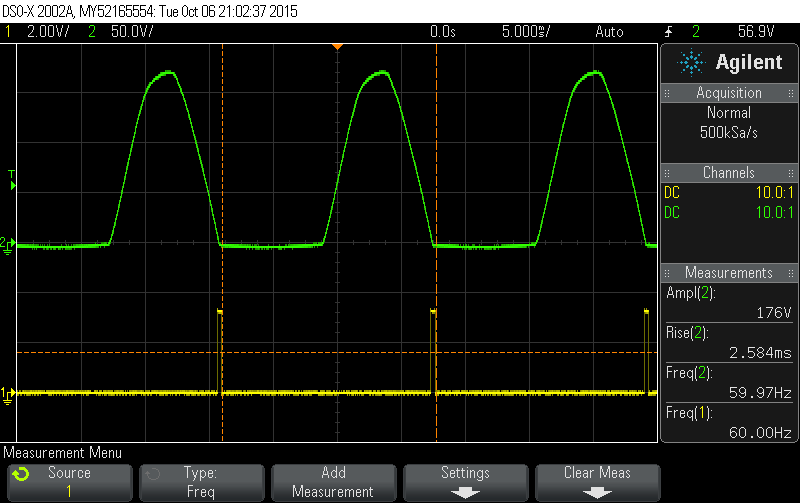 DSO-X 2002A, MY52165554: Tue Oct 06 21:02:37 2015
1 2.00V/ 2 50.0V/ 0.0s 5.000ms/ Auto 2 56.9V
Agilent
Acquisition
Normal
500kSa/s
Channels
DC 10.0:1
DC 10.0:1
Measurements
Ampl(2):
176V
Rise(2):
2.584ms
Freq(2):
59.97Hz
Freq(1):
60.00Hz
T
2
1
Measurement Menu
Source
1
Type:
Freq
Add
Measurement
Settings
Clear Meas